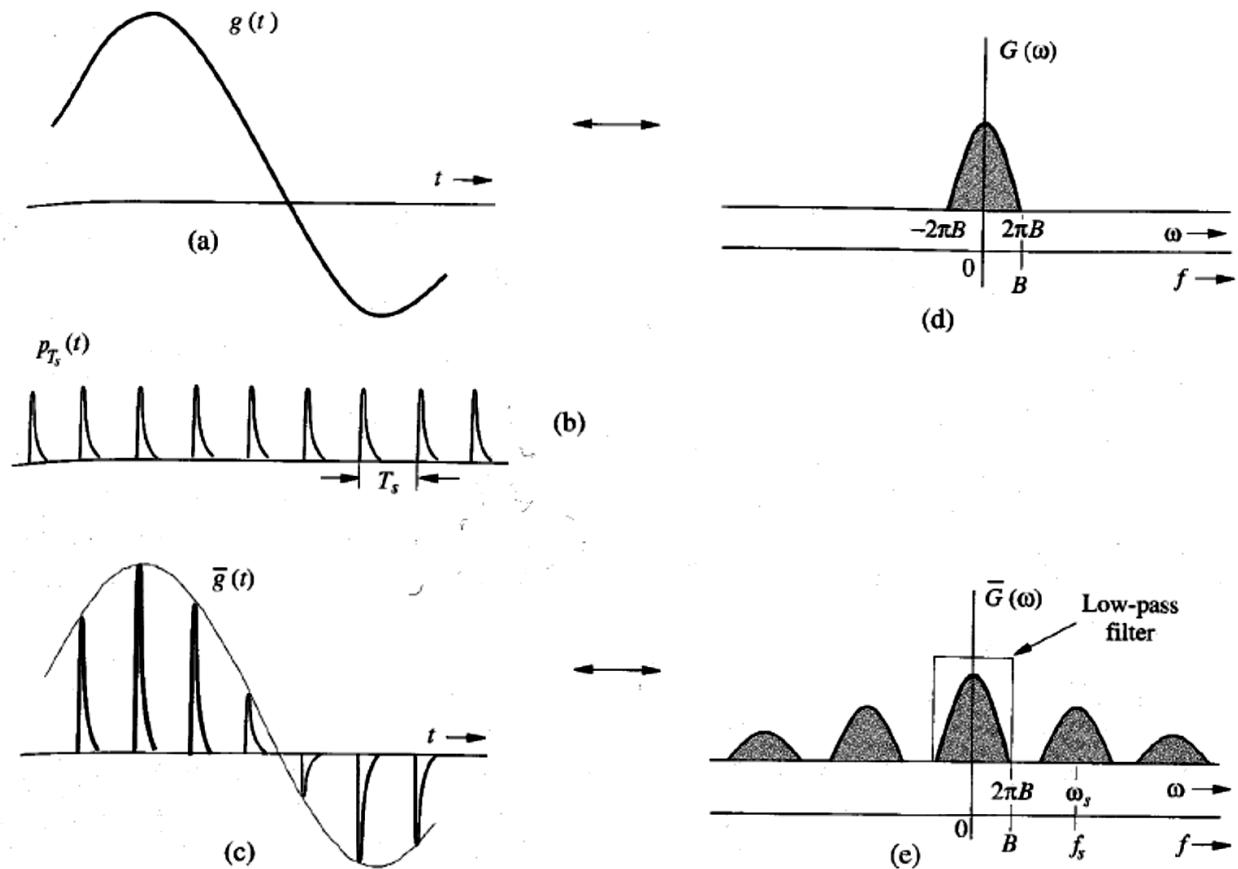 g (t)
t
(a)
p_{T_s} (t)
(b)
T_s
g̅ (t)
t
(c)
G (ω)
−2πB
2πB
ω
0
B
f
(d)
G̅ (ω)
Low-pass
filter
2πB
ω_s
ω
0
B
f_s
f
(e)